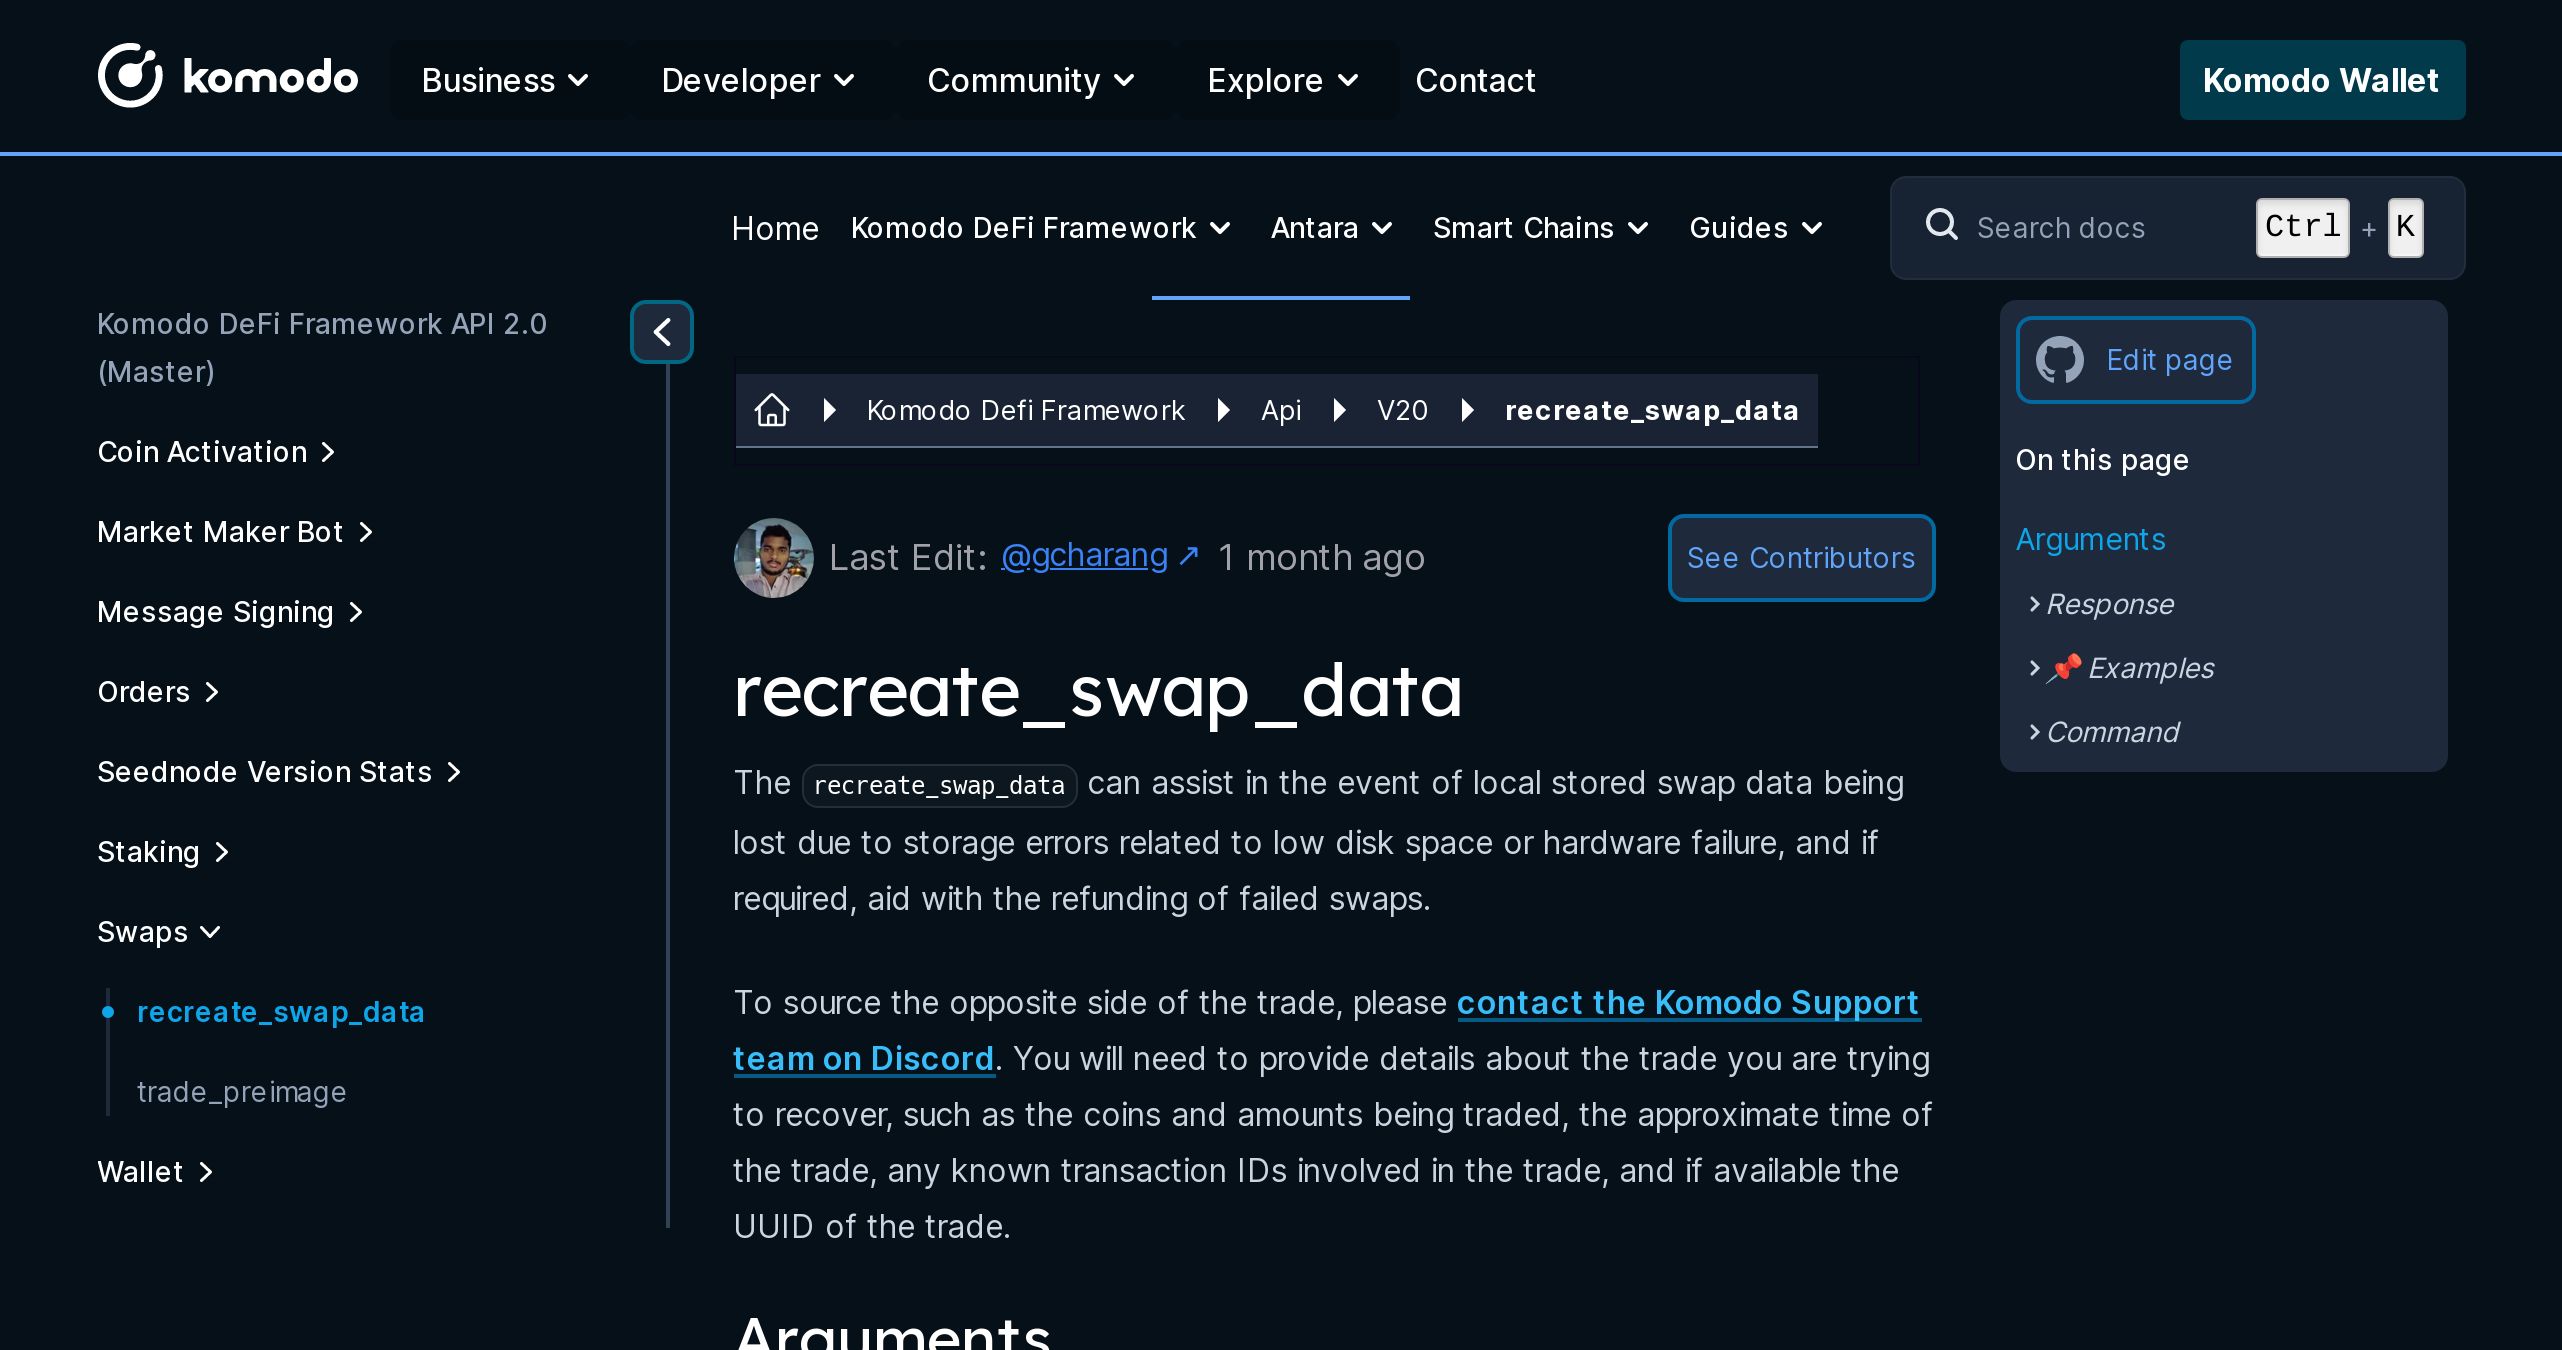 komodo Business Developer Community Explore Contact Komodo Wallet
Home Komodo DeFi Framework Antara Smart Chains Guides Search docs Ctrl + K
Komodo DeFi Framework API 2.0
(Master)
Coin Activation
Market Maker Bot
Message Signing
Orders
Seednode Version Stats
Staking
Swaps
recreate_swap_data
trade_preimage
Wallet
Komodo Defi Framework Api V20 recreate_swap_data
Last Edit: @gcharang ↗ 1 month ago See Contributors
recreate_swap_data
The recreate_swap_data can assist in the event of local stored swap data being
lost due to storage errors related to low disk space or hardware failure, and if
required, aid with the refunding of failed swaps.
To source the opposite side of the trade, please contact the Komodo Support
team on Discord. You will need to provide details about the trade you are trying
to recover, such as the coins and amounts being traded, the approximate time of
the trade, any known transaction IDs involved in the trade, and if available the
UUID of the trade.
Arguments
Edit page
On this page
Arguments
Response
📌 Examples
Command